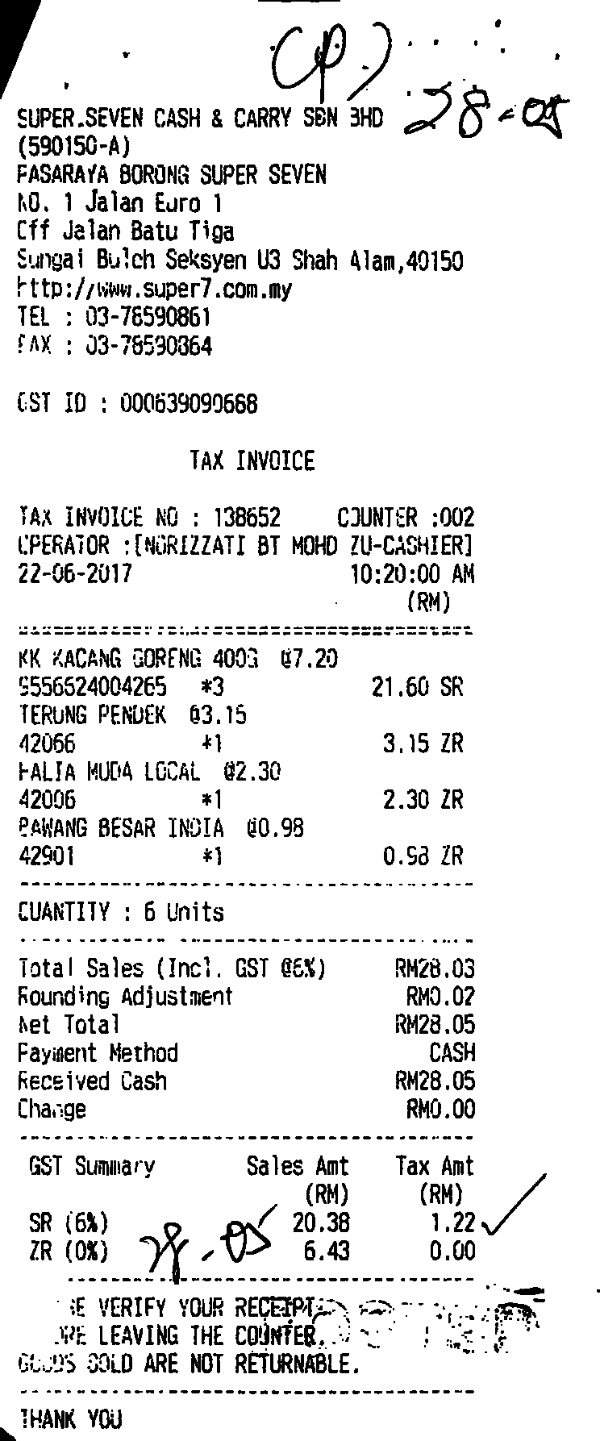 (P)
28-05
SUPER SEVEN CASH & CARRY SDN BHD
(590150-A)
PASARAYA BORONG SUPER SEVEN
NO. 1 Jalan Euro 1
Off Jalan Batu Tiga
Sungai Buloh Seksyen U3 Shah Alam,40150
http://www.super7.com.my
TEL : 03-78590861
FAX : 03-78590864
GST ID : 000639090668
TAX INVOICE
TAX INVOICE NO : 138652 COUNTER :002
OPERATOR :[NORIZZATI BT MOHD ZU-CASHIER]
22-06-2017 10:20:00 AM
(RM)
KK KACANG GORENG 400G @7.20
9556524004265 *3 21.60 SR
TERUNG PENDEK @3.15
42066 *1 3.15 ZR
HALIA MUDA LOCAL @2.30
42006 *1 2.30 ZR
BAWANG BESAR INDIA @0.98
42901 *1 0.98 ZR
QUANTITY : 6 Units
Total Sales (Incl. GST @6%) RM28.03
Rounding Adjustment RM0.02
Net Total RM28.05
Payment Method CASH
Received Cash RM28.05
Change RM0.00
GST Summary Sales Amt Tax Amt
(RM) (RM)
SR (6%) 20.38 1.22
ZR (0%) 6.43 0.00
28.05
VERIFY YOUR RECEIPT
LEAVING THE COUNTER.
GOODS SOLD ARE NOT RETURNABLE.
THANK YOU